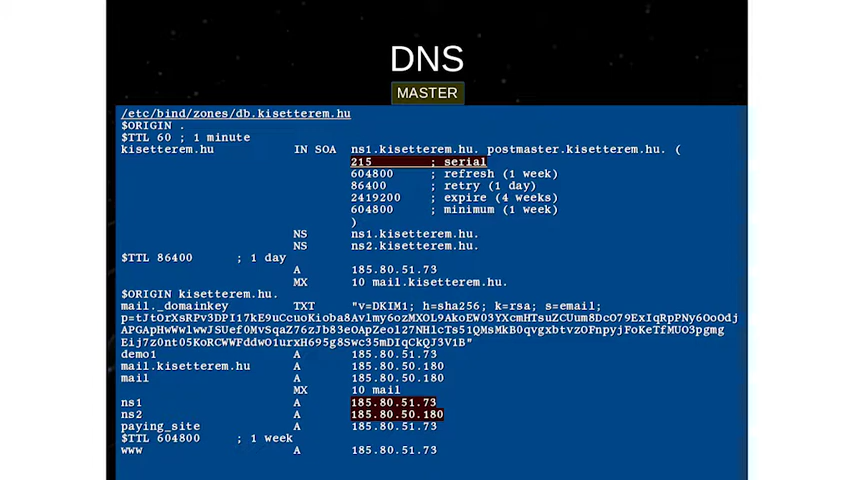 DNS
MASTER
/etc/bind/zones/db.kisetterem.hu
$ORIGIN .
$TTL 60 ; 1 minute
kisetterem.hu IN SOA ns1.kisetterem.hu. postmaster.kisetterem.hu. (
215 ; serial
604800 ; refresh (1 week)
86400 ; retry (1 day)
2419200 ; expire (4 weeks)
604800 ; minimum (1 week)
)
NS ns1.kisetterem.hu.
NS ns2.kisetterem.hu.
$TTL 86400 ; 1 day
A 185.80.51.73
MX 10 mail.kisetterem.hu.
$ORIGIN kisetterem.hu.
mail._domainkey TXT "v=DKIM1; h=sha256; k=rsa; s=email;
demo1 A 185.80.51.73
mail.kisetterem.hu A 185.80.50.180
mail A 185.80.50.180
MX 10 mail
ns1 A 185.80.51.73
ns2 A 185.80.50.180
paying_site A 185.80.51.73
$TTL 604800 ; 1 week
www A 185.80.51.73